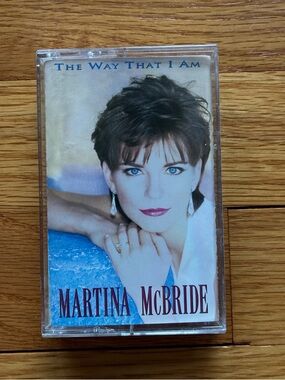 The Way That I Am
MARTINA McBRIDE